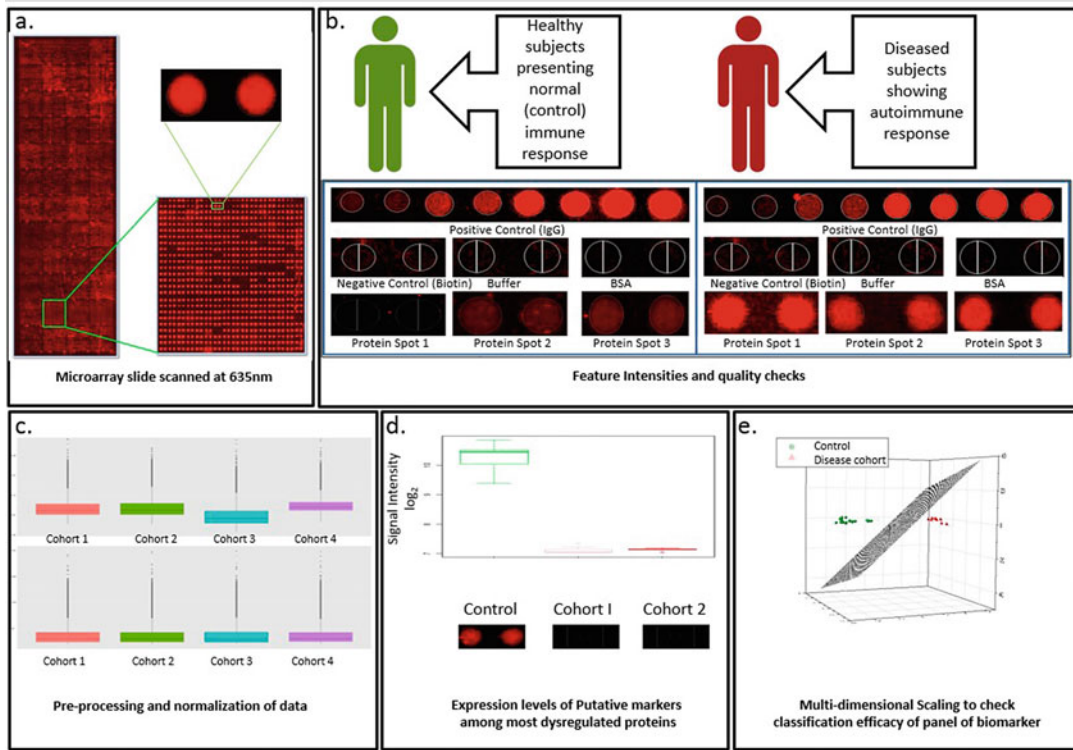 a.
Microarray slide scanned at 635nm
b.
Healthy
subjects
presenting
normal
(control)
immune
response
Diseased
subjects
showing
autoimmune
response
Positive Control (IgG)
Negative Control (Biotin) Buffer BSA
Protein Spot 1 Protein Spot 2 Protein Spot 3
Positive Control (IgG)
Negative Control (Biotin) Buffer BSA
Protein Spot 1 Protein Spot 2 Protein Spot 3
Feature Intensities and quality checks
c.
Cohort 1 Cohort 2 Cohort 3 Cohort 4
Cohort 1 Cohort 2 Cohort 3 Cohort 4
Pre-processing and normalization of data
d.
Signal Intensity
log2
Control Cohort I Cohort 2
Expression levels of Putative markers
among most dysregulated proteins
e.
Control
Disease cohort
Multi-dimensional Scaling to check
classification efficacy of panel of biomarker